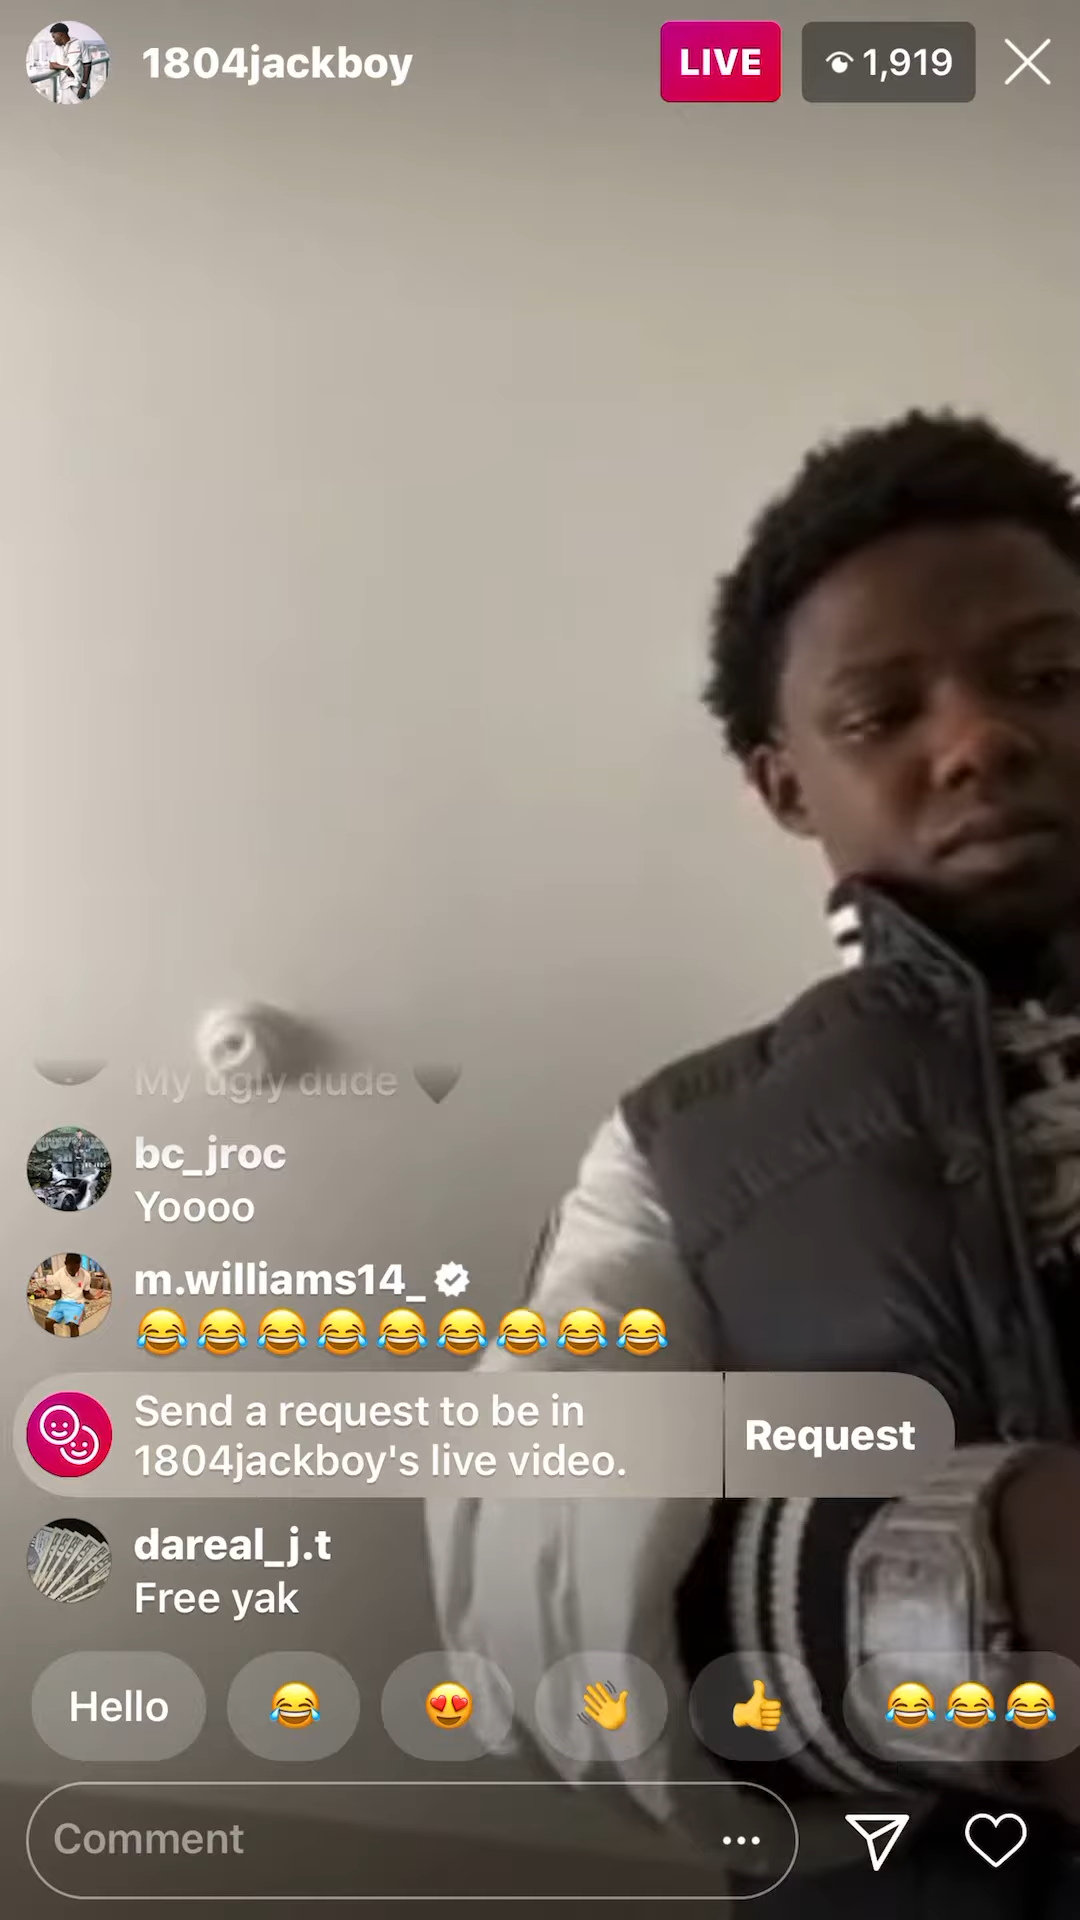 1804jackboy
LIVE
1,919
My ugly dude
bc_jroc
Yoooo
m.williams14_
😂😂😂😂😂😂😂😂😂
Send a request to be in
1804jackboy's live video.
Request
dareal_j.t
Free yak
Hello
Comment